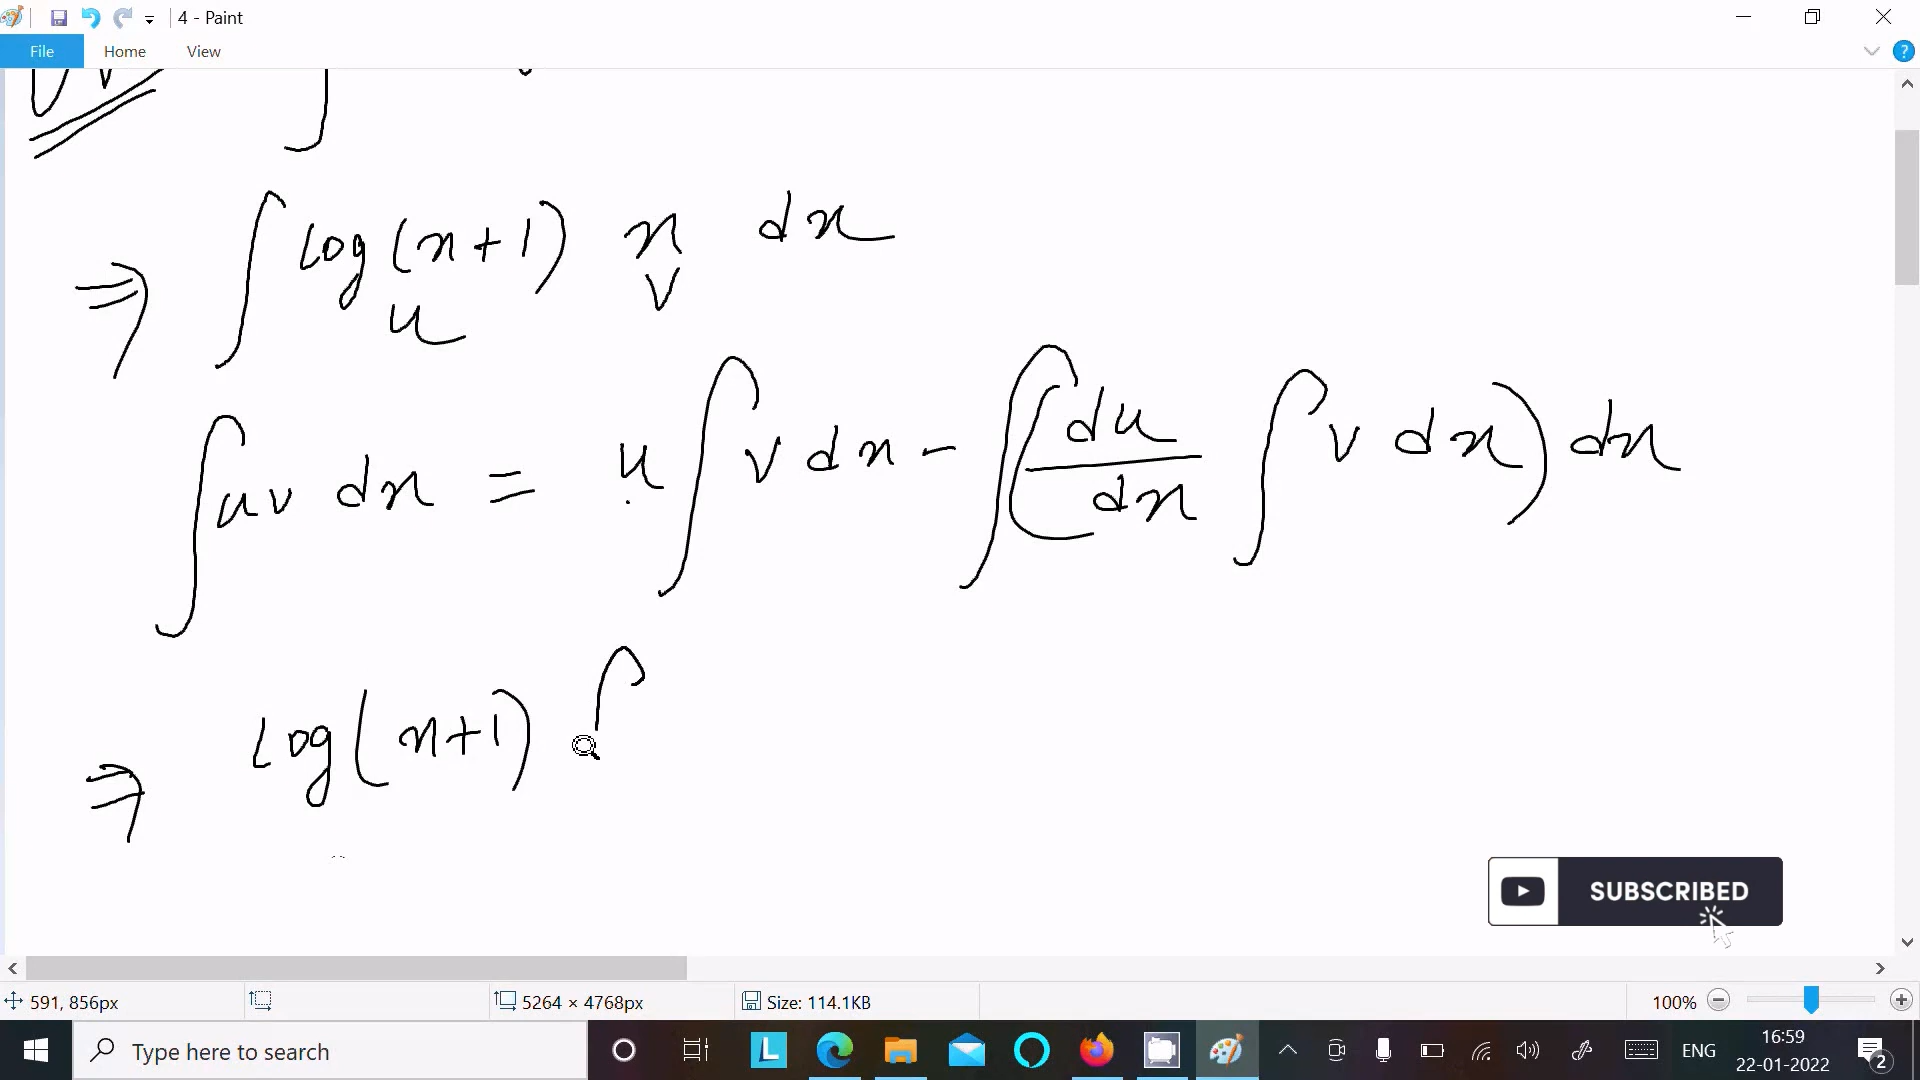 4 - Paint
File Home View
⇒ ∫ log(x+1) x dx
u v
∫ uv dx = u ∫ v dx - ∫ (du/dx ∫ v dx) dx
⇒ log(x+1) ∫
SUBSCRIBED
591, 856px 5264 × 4768px Size: 114.1KB 100%
Type here to search L ENG 16:59
22-01-2022 2